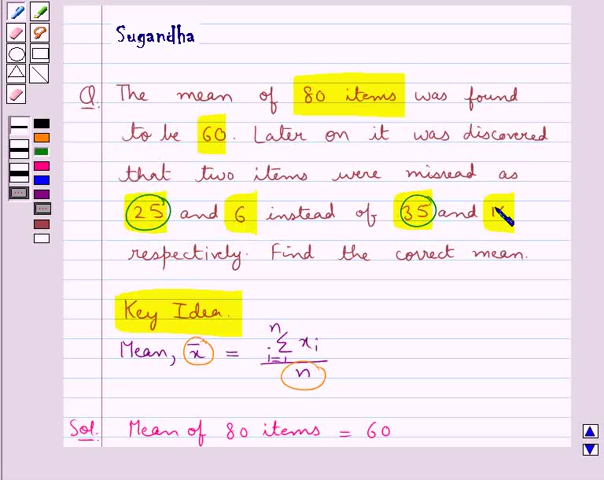 Sugandha
Q. The mean of 80 items was found
to be 60. Later on it was discovered
that two items were misread as
25 and 6 instead of 35 and
respectively. Find the correct mean.
Key Idea.
Mean, x̄ = n Σ i=1 xi / n
Sol. Mean of 80 items = 60